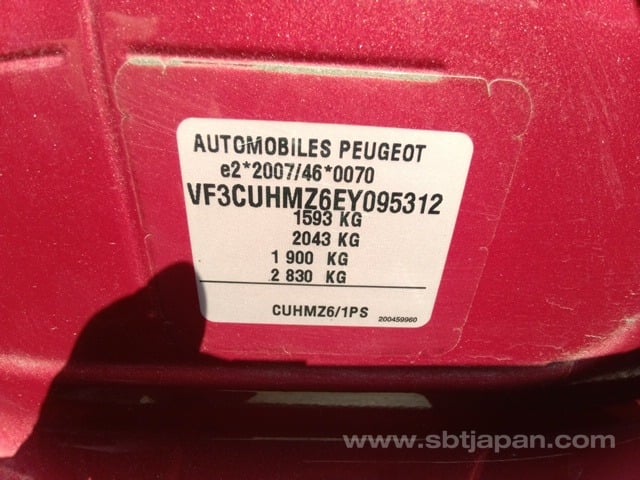 AUTOMOBILES PEUGEOT
e2*2007/46*0070
VF3CUHMZ6EY095312
1593 KG
2043 KG
1 900 KG
2 830 KG
CUHMZ6/1PS
200459960
www.sbtjapan.com